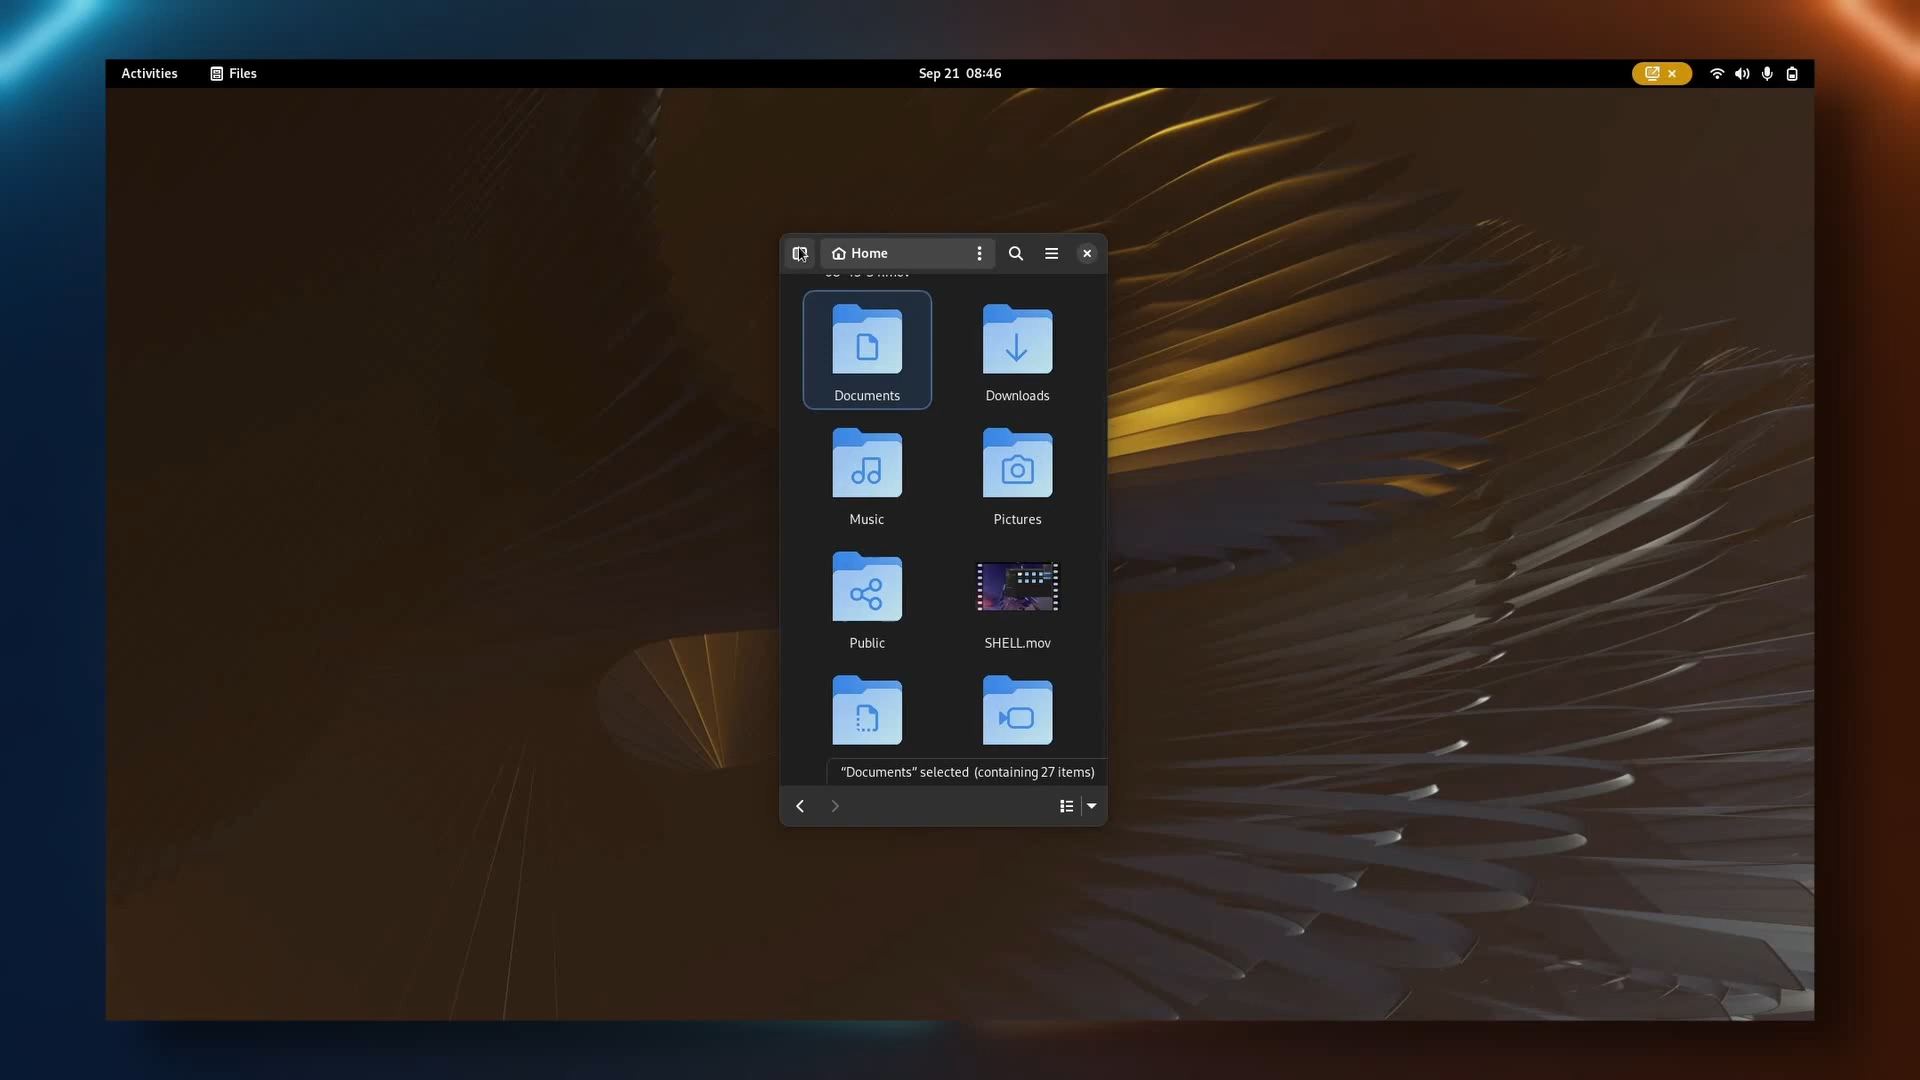 Activities Files Sep 21 08:46
Home
Documents Downloads
Music Pictures
Public SHELL.mov
“Documents” selected (containing 27 items)